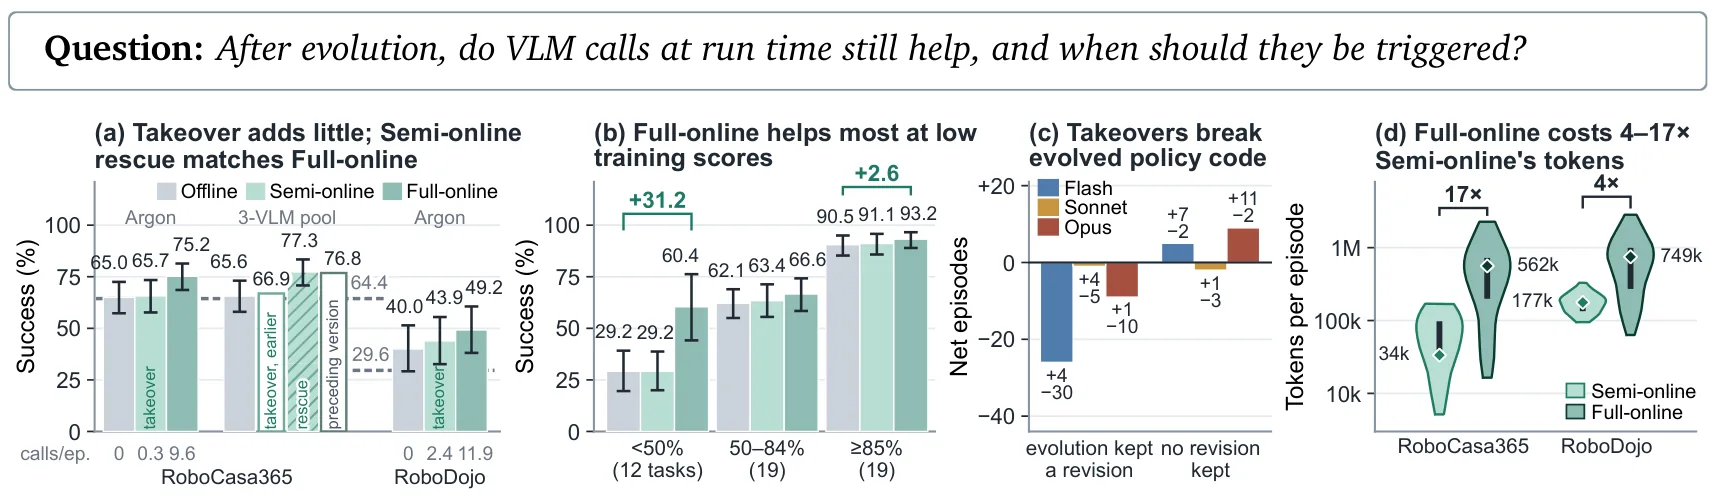 Question: After evolution, do VLM calls at run time still help, and when should they be triggered?
(a) Takeover adds little; Semi-online
rescue matches Full-online
Offline Semi-online Full-online
Argon 3-VLM pool Argon
Success (%)
100
75
50
25
0
65.0 65.7 75.2
65.6 66.9 77.3 76.8
64.4
40.0 43.9 49.2
29.6
takeover
takeover, earlier
rescue
preceding version
takeover
calls/ep. 0 0.3 9.6 0 2.4 11.9
RoboCasa365 RoboDojo
(b) Full-online helps most at low
training scores
+31.2 +2.6
Success (%)
100
75
50
25
0
29.2 29.2 60.4
62.1 63.4 66.6
90.5 91.1 93.2
<50% 50–84% ≥85%
(12 tasks) (19) (19)
(c) Takeovers break
evolved policy code
Flash
Sonnet
Opus
Net episodes
+20
0
−20
−40
+4
−30
+4
−5
+1
−10
+7
−2
+1
−3
+11
−2
evolution kept no revision
a revision kept
(d) Full-online costs 4–17×
Semi-online's tokens
17× 4×
Tokens per episode
1M
100k
10k
34k
562k
177k
749k
Semi-online
Full-online
RoboCasa365 RoboDojo